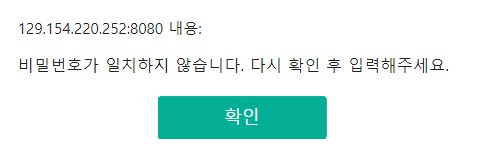 129.154.220.252:8080 내용:
비밀번호가 일치하지 않습니다. 다시 확인 후 입력해주세요.
확인